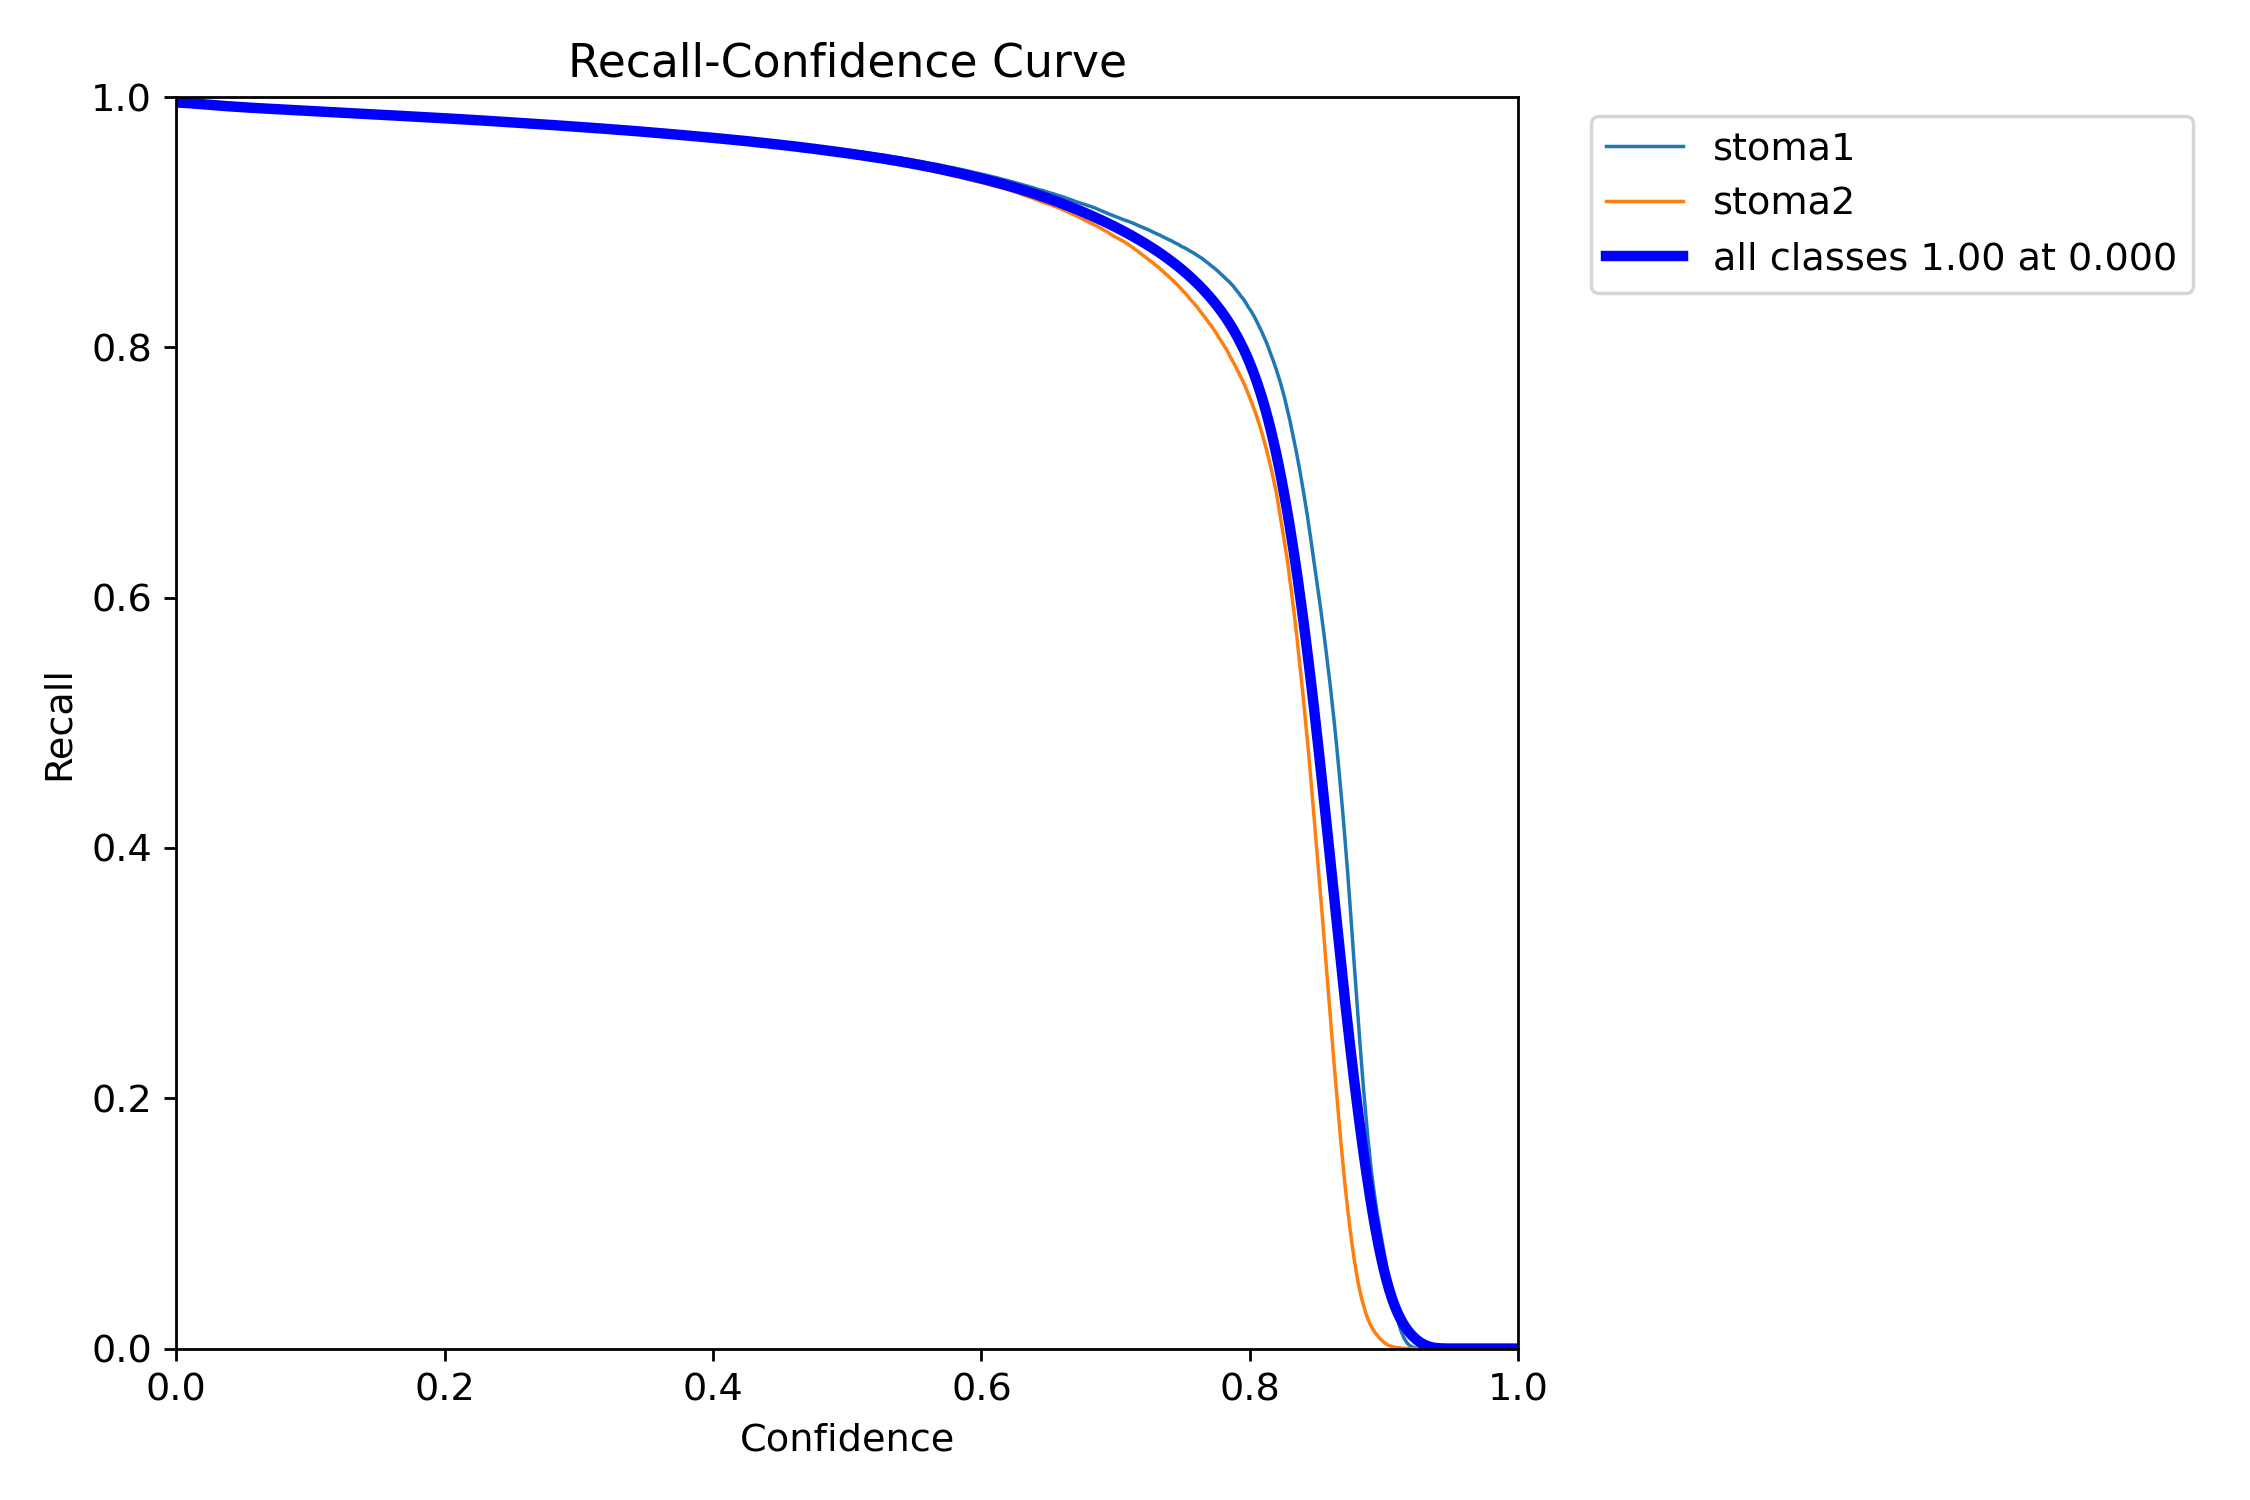 Recall-Confidence Curve
1.0
0.8
0.6
0.4
0.2
0.0
Recall
0.0 0.2 0.4 0.6 0.8 1.0
Confidence
stoma1
stoma2
all classes 1.00 at 0.000